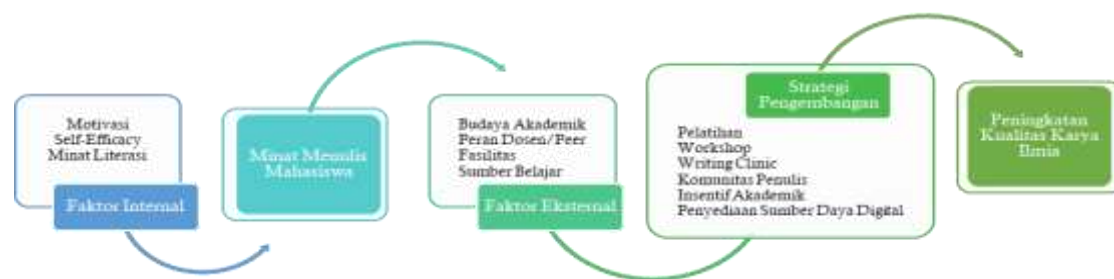 Motivasi
Self-Efficacy
Minat Literasi
Faktor Internal
Minat Menulis
Mahasiswa
Budaya Akademik
Peran Dosen/Peer
Fasilitas
Sumber Belajar
Faktor Eksternal
Strategi
Pengembangan
Pelatihan
Workshop
Writing Clinic
Komunitas Penulis
Insentif Akademik
Penyediaan Sumber Daya Digital
Peningkatan
Kualitas Karya
Ilmia